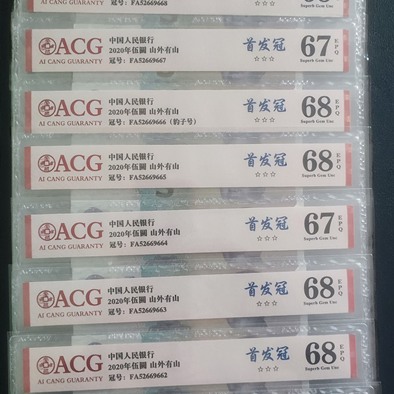 AI CANG GUARANTY 冠号: FA52669668 ☆☆☆ Superb Gem Unc
ACG 中国人民银行 首发冠 67 EPQ
2020年伍圆 山外有山
AI CANG GUARANTY 冠号: FA52669667 ☆☆☆ Superb Gem Unc
ACG 中国人民银行 首发冠 68 EPQ
2020年伍圆 山外有山
AI CANG GUARANTY 冠号: FA52669666 (豹子号) ☆☆☆ Superb Gem Unc
ACG 中国人民银行 首发冠 68 EPQ
2020年伍圆 山外有山
AI CANG GUARANTY 冠号: FA52669665 ☆☆☆ Superb Gem Unc
ACG 中国人民银行 首发冠 67 EPQ
2020年伍圆 山外有山
AI CANG GUARANTY 冠号: FA52669664 ☆☆☆ Superb Gem Unc
ACG 中国人民银行 首发冠 68 EPQ
2020年伍圆 山外有山
AI CANG GUARANTY 冠号: FA52669663 ☆☆☆ Superb Gem Unc
ACG 中国人民银行 首发冠 68 EPQ
2020年伍圆 山外有山
AI CANG GUARANTY 冠号: FA52669662 ☆☆☆ Superb Gem Unc